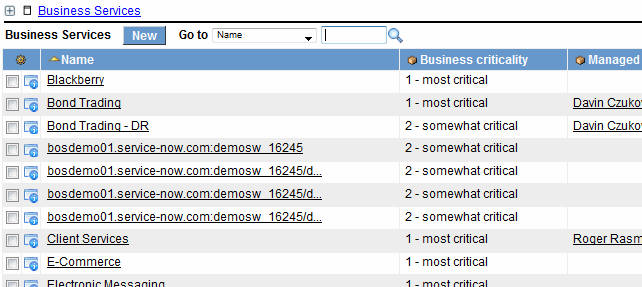 Business Services
Business Services New Go to Name
Name Business criticality Managed
Blackberry 1 - most critical
Bond Trading 1 - most critical Davin Czuko
Bond Trading - DR 2 - somewhat critical Davin Czuko
bosdemo01.service-now.com:demosw_16245 2 - somewhat critical
bosdemo01.service-now.com:demosw_16245/d... 2 - somewhat critical
bosdemo01.service-now.com:demosw_16245/d... 2 - somewhat critical
bosdemo01.service-now.com:demosw_16245/d... 2 - somewhat critical
Client Services 1 - most critical Roger Rasm
E-Commerce 1 - most critical
Electronic Messaging 1 - most critical